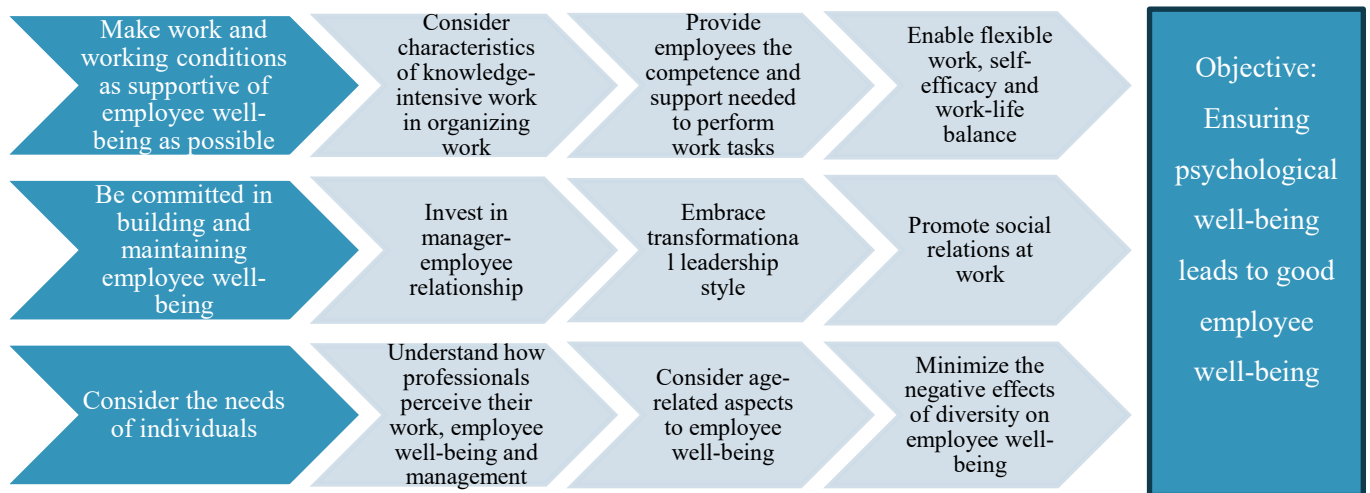 Make work and
working conditions
as supportive of
employee well-
being as possible
Consider
characteristics
of knowledge-
intensive work
in organizing
work
Provide
employees the
competence and
support needed
to perform
work tasks
Enable flexible
work, self-
efficacy and
work-life
balance
Be committed in
building and
maintaining
employee well-
being
Invest in
manager-
employee
relationship
Embrace
transformationa
l leadership
style
Promote social
relations at
work
Consider the needs
of individuals
Understand how
professionals
perceive their
work, employee
well-being and
management
Consider age-
related aspects
to employee
well-being
Minimize the
negative effects
of diversity on
employee well-
being
Objective:
Ensuring
psychological
well-being
leads to good
employee
well-being